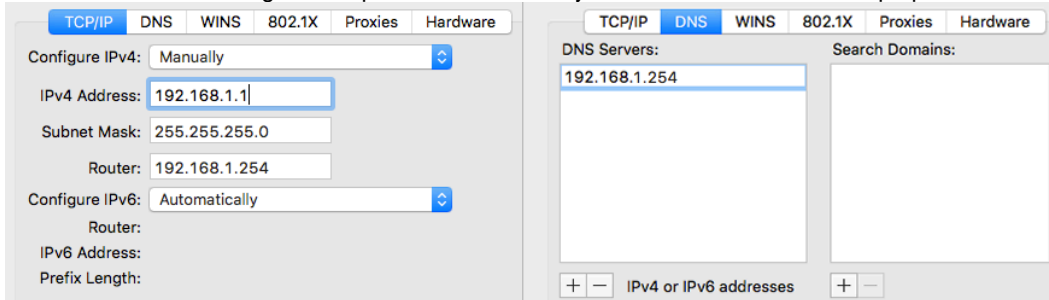 TCP/IP DNS WINS 802.1X Proxies Hardware
Configure IPv4: Manually
IPv4 Address: 192.168.1.1
Subnet Mask: 255.255.255.0
Router: 192.168.1.254
Configure IPv6: Automatically
Router:
IPv6 Address:
Prefix Length:
TCP/IP DNS WINS 802.1X Proxies Hardware
DNS Servers: Search Domains:
192.168.1.254
+ − IPv4 or IPv6 addresses + −